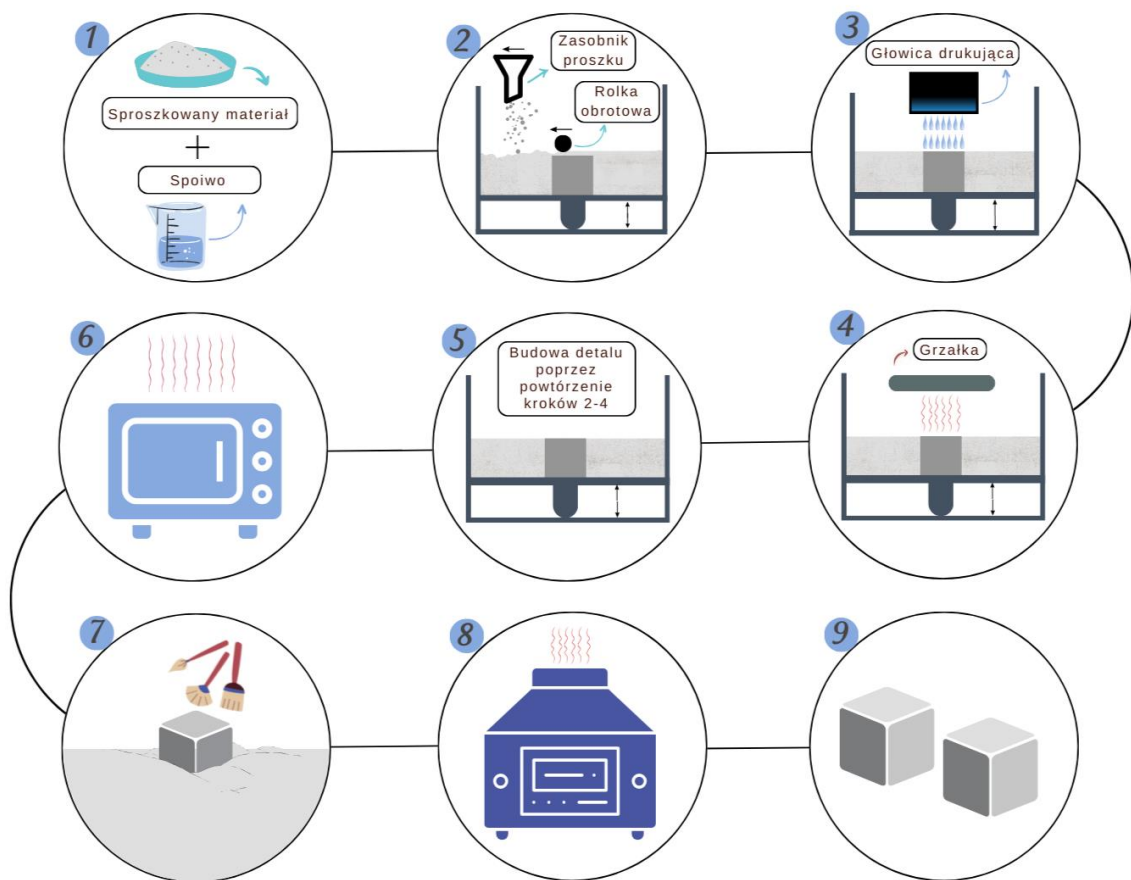 1
Sproszkowany materiał
+
Spoiwo
2
Zasobnik
proszku
Rolka
obrotowa
3
Głowica drukująca
6
5
Budowa detalu
poprzez
powtórzenie
kroków 2-4
4
Grzałka
7
8
9